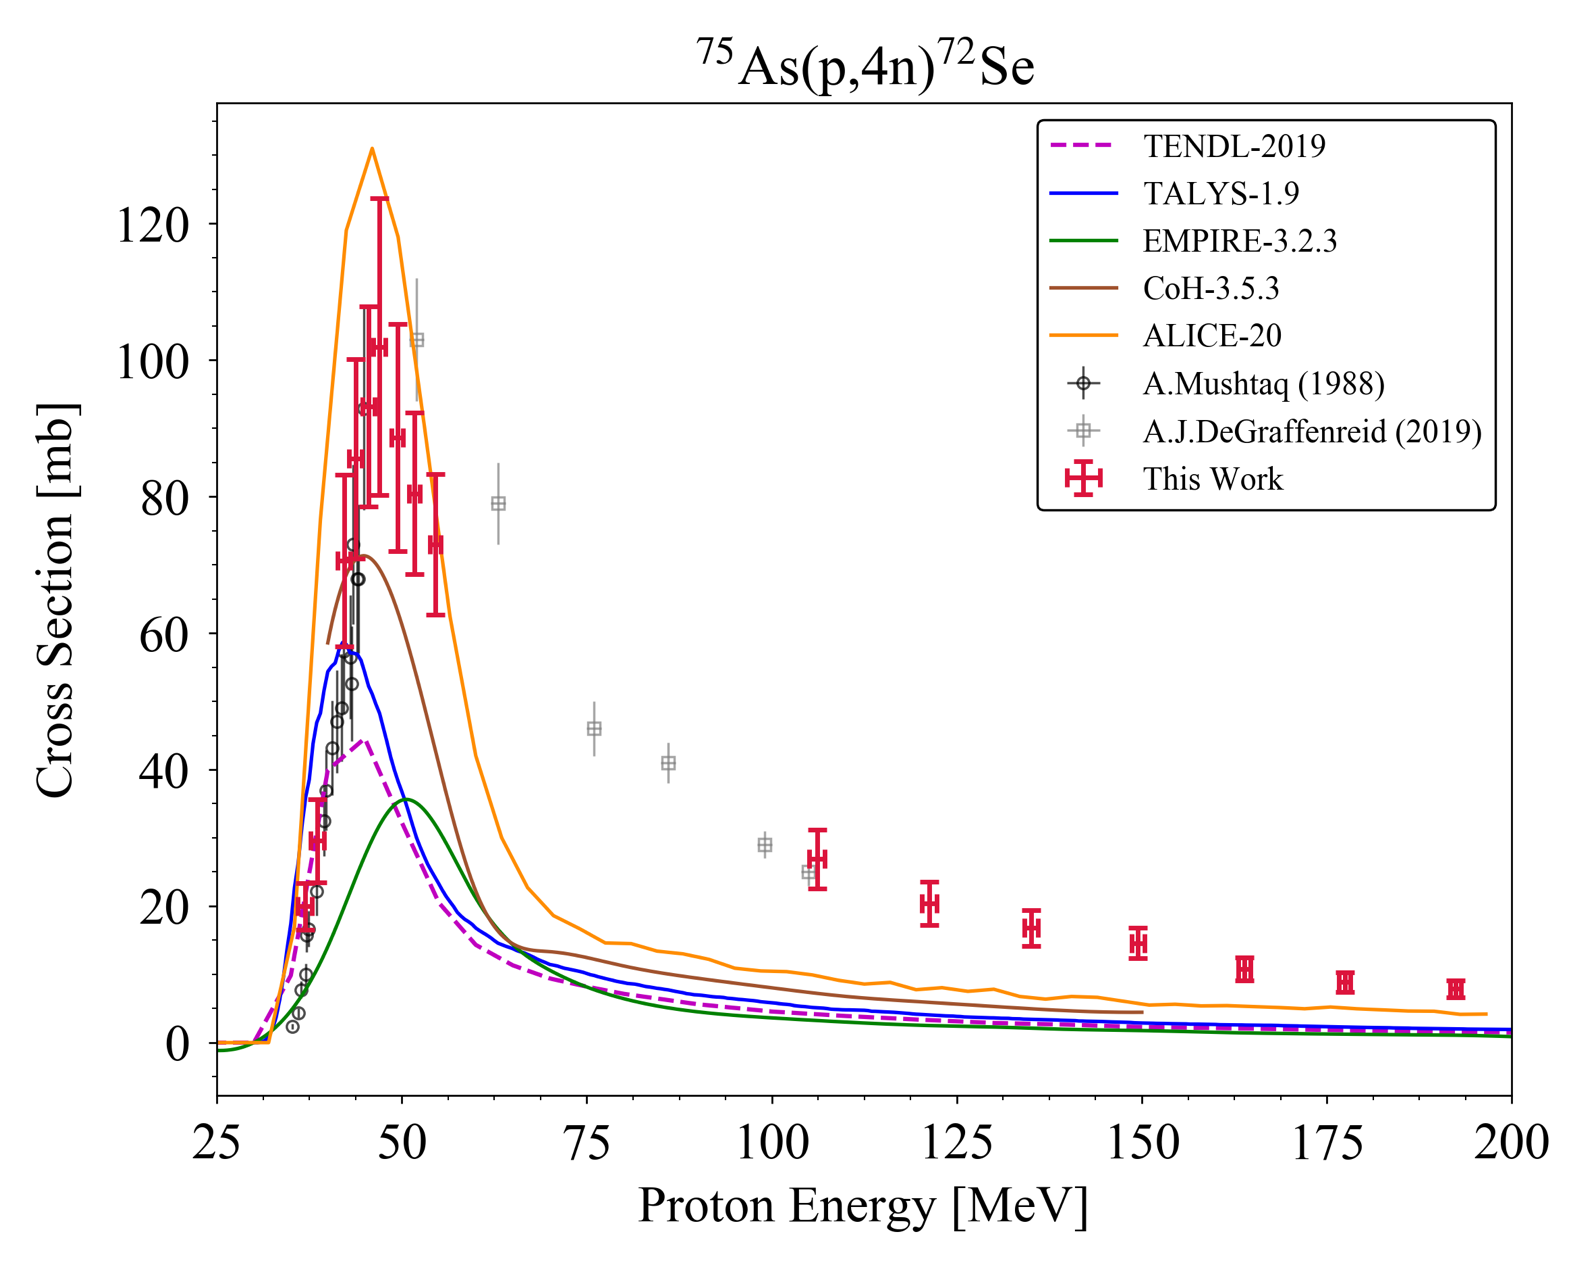 ⁷⁵As(p,4n)⁷²Se
TENDL-2019
TALYS-1.9
EMPIRE-3.2.3
CoH-3.5.3
ALICE-20
A.Mushtaq (1988)
A.J.DeGraffenreid (2019)
This Work
Cross Section [mb]
120
100
80
60
40
20
0
25 50 75 100 125 150 175 200
Proton Energy [MeV]